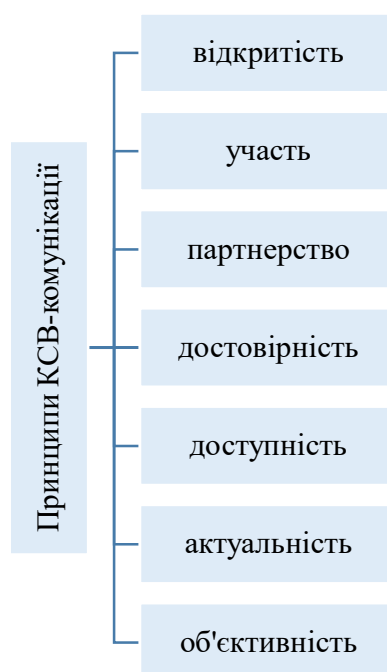 Принципи КСВ-комунікації
відкритість
участь
партнерство
достовірність
доступність
актуальність
об'єктивність